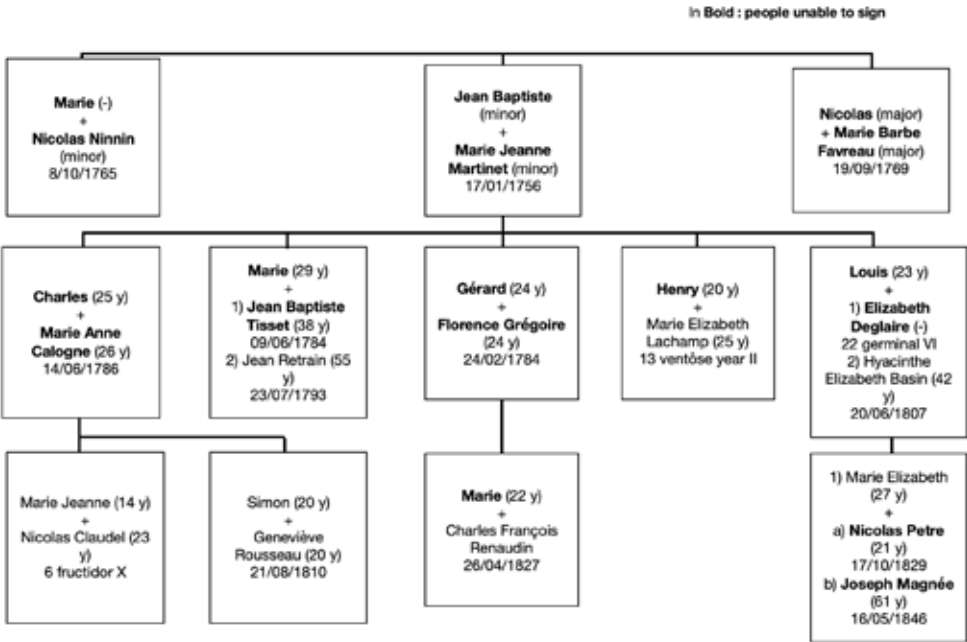 In Bold : people unable to sign
Marie (-)
+
Nicolas Ninnin
(minor)
8/10/1765
Jean Baptiste
(minor)
+
Marie Jeanne
Martinet (minor)
17/01/1756
Nicolas (major)
+ Marie Barbe
Favreau (major)
19/09/1769
Charles (25 y)
+
Marie Anne
Calogne (26 y)
14/06/1786
Marie (29 y)
+
1) Jean Baptiste
Tisset (38 y)
09/06/1784
2) Jean Retrain (55
y)
23/07/1793
Gérard (24 y)
+
Florence Grégoire
(24 y)
24/02/1784
Henry (20 y)
+
Marie Elizabeth
Lachamp (25 y)
13 ventôse year II
Louis (23 y)
+
1) Elizabeth
Deglaire (-)
22 germinal VI
2) Hyacinthe
Elizabeth Basin (42
y)
20/06/1807
Marie Jeanne (14 y)
+
Nicolas Claudel (23
y)
6 fructidor X
Simon (20 y)
+
Geneviève
Rousseau (20 y)
21/08/1810
Marie (22 y)
+
Charles François
Renaudin
26/04/1827
1) Marie Elizabeth
(27 y)
+
a) Nicolas Petre
(21 y)
17/10/1829
b) Joseph Magnée
(61 y)
16/05/1846